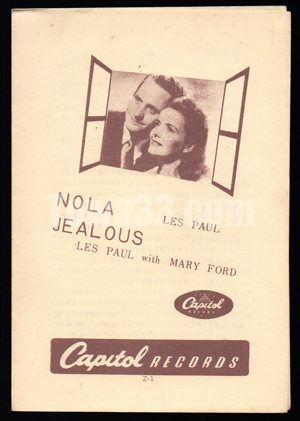 NOLA
LES PAUL
JEALOUS
LES PAUL with MARY FORD
Capitol
RECORDS
Capitol RECORDS
Z-1